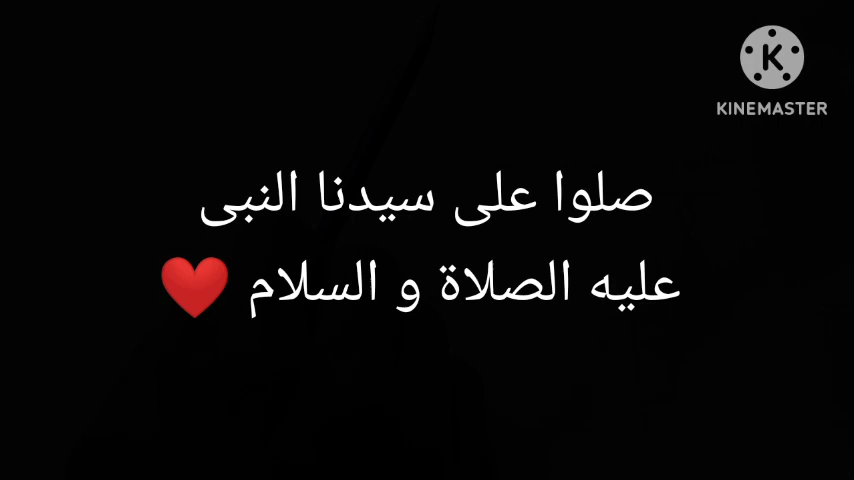 KINEMASTER
صلوا على سيدنا النبى
عليه الصلاة و السلام ❤️